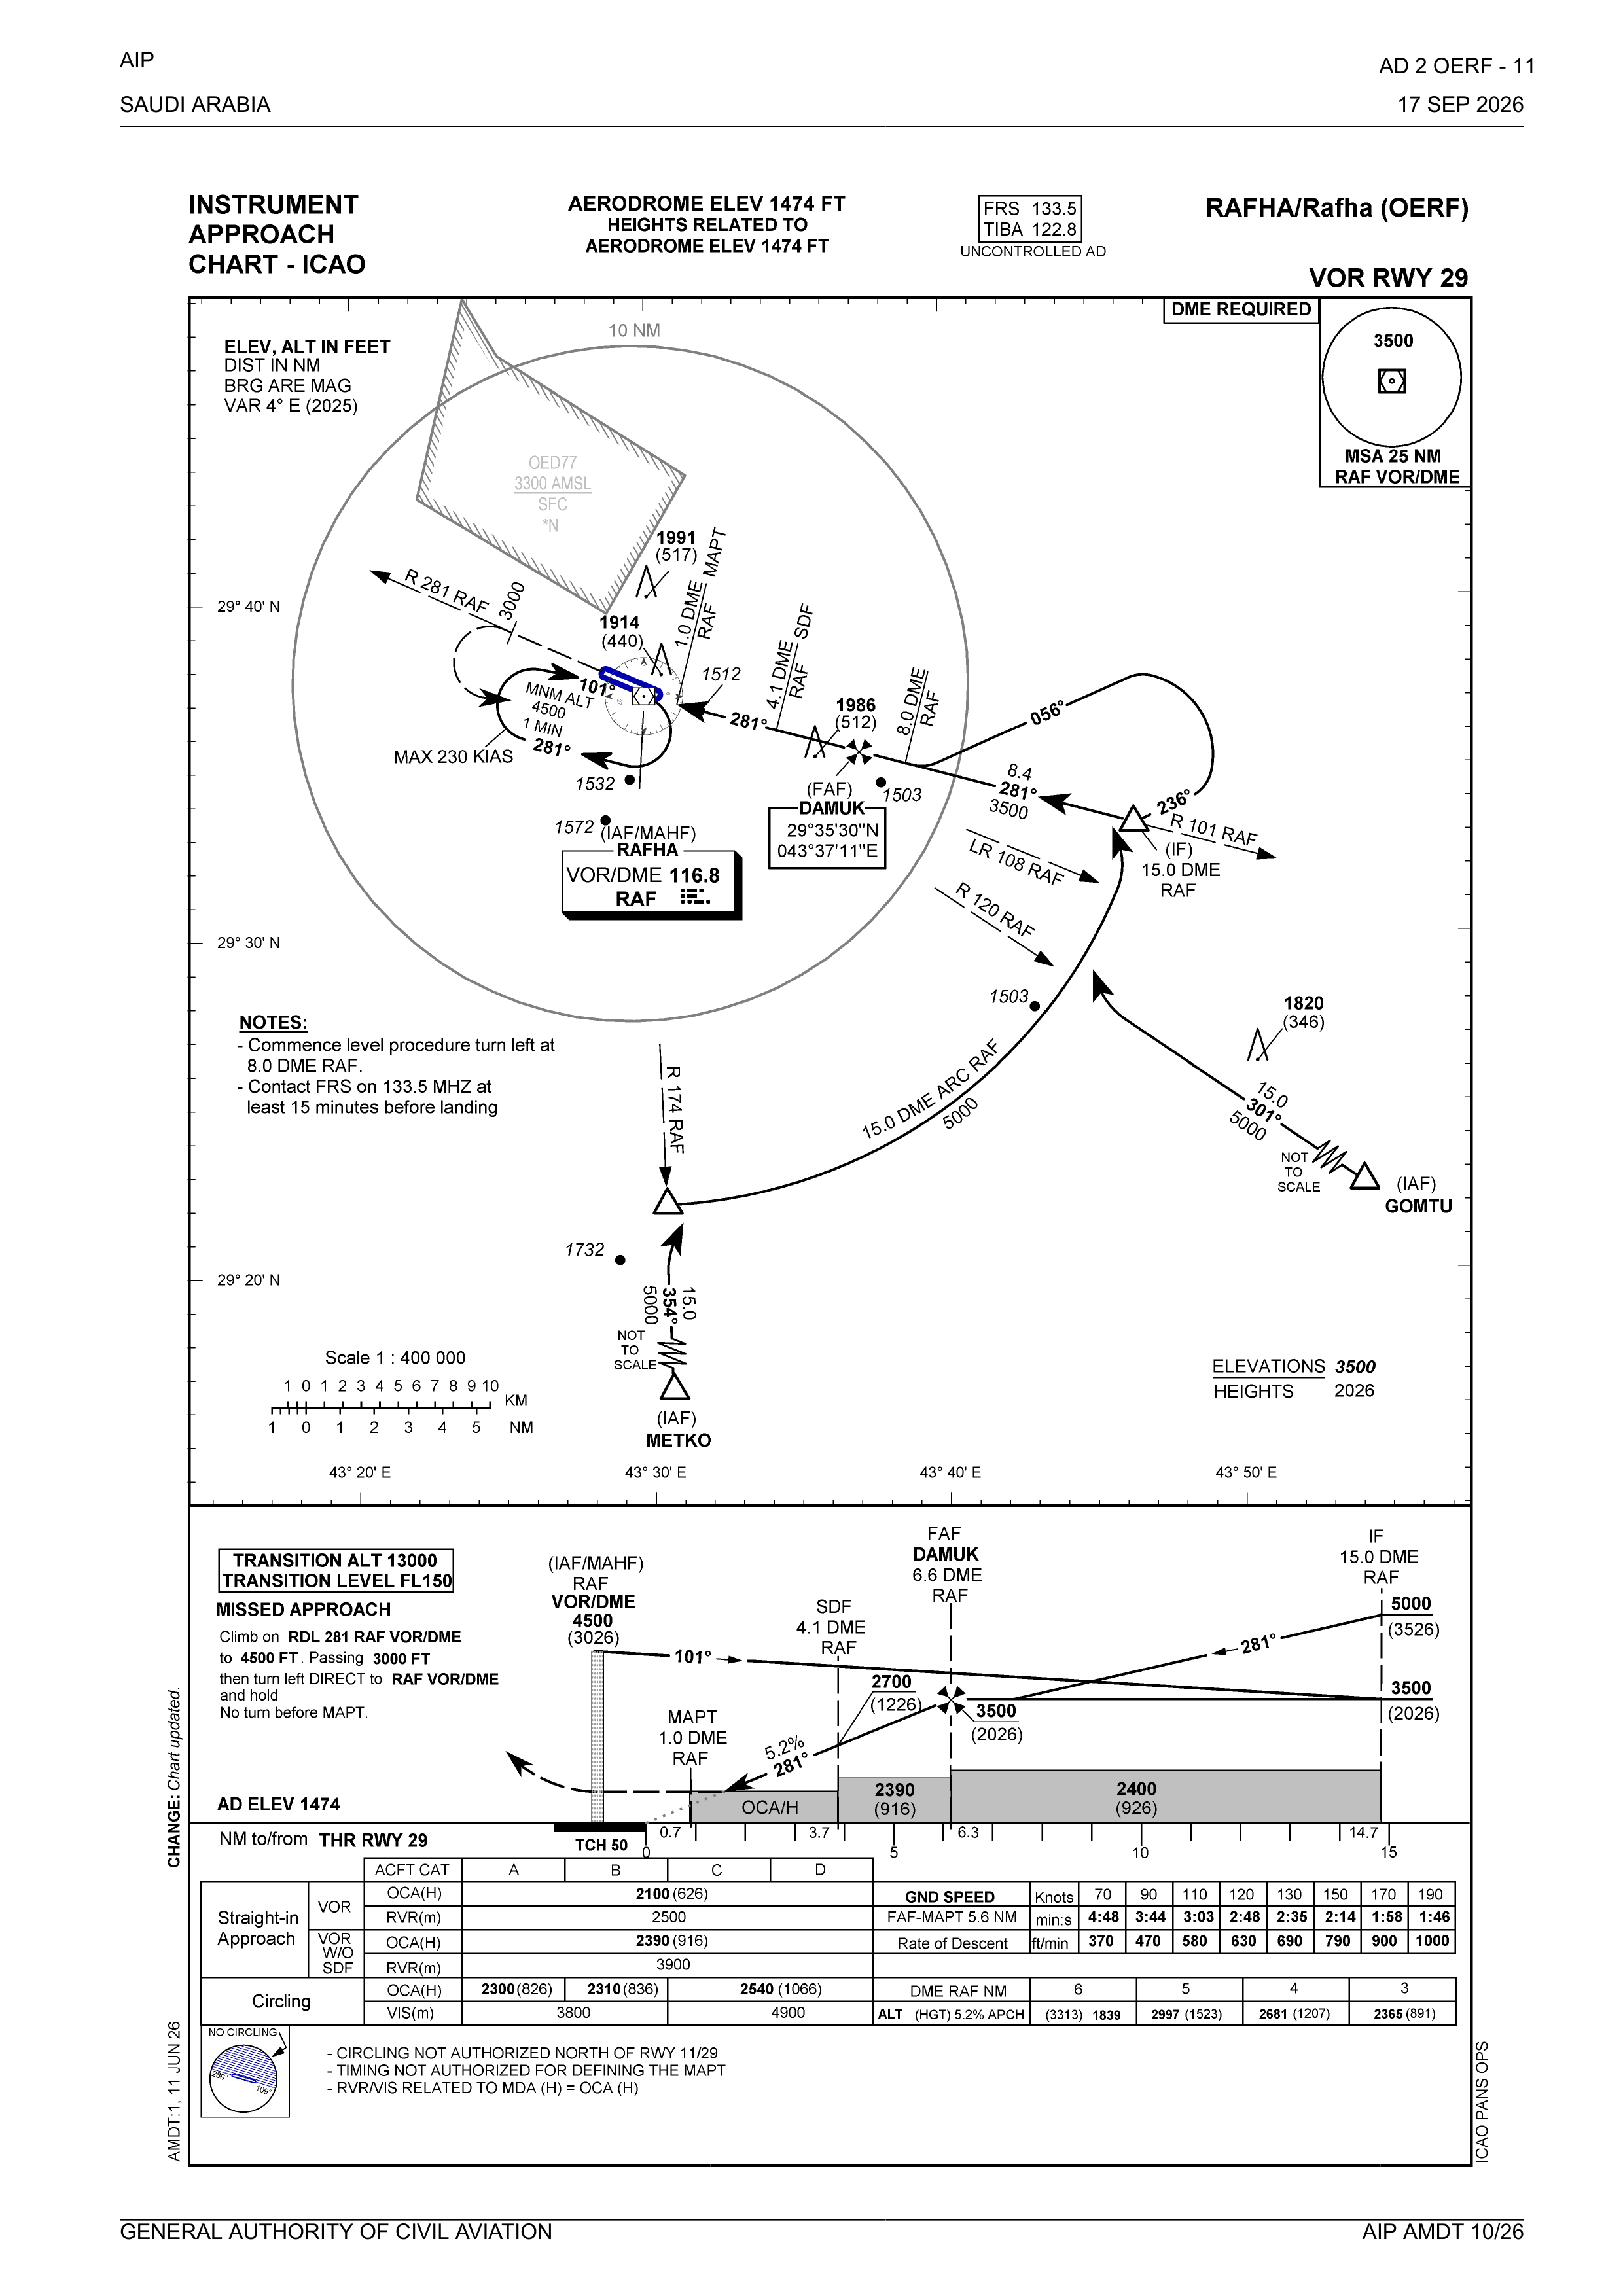 AIP
AD 2 OERF - 11
SAUDI ARABIA
17 SEP 2026
INSTRUMENT
APPROACH
CHART - ICAO
AERODROME ELEV 1474 FT
HEIGHTS RELATED TO
AERODROME ELEV 1474 FT
FRS 133.5
TIBA 122.8
UNCONTROLLED AD
RAFHA/Rafha (OERF)
VOR RWY 29
DME REQUIRED
3500
MSA 25 NM
RAF VOR/DME
ELEV, ALT IN FEET
DIST IN NM
BRG ARE MAG
VAR 4° E (2025)
10 NM
OED77
3300 AMSL
SFC
*N
1991
(517)
1.0 DME MAPT
RAF
R 281 RAF
3000
29° 40' N
1914
(440)
4.1 DME SDF
RAF
1512
101°
MNM ALT
4500
1 MIN
281°
MAX 230 KIAS
281°
1986
(512)
8.0 DME
RAF
056°
236°
8.4
281°
3500
R 101 RAF
(IF)
15.0 DME
RAF
1532
1572
1503
(FAF)
DAMUK
29°35'30"N
043°37'11"E
(IAF/MAHF)
RAFHA
VOR/DME 116.8
RAF
LR 108 RAF
R 120 RAF
29° 30' N
1503
1820
(346)
NOTES:
- Commence level procedure turn left at
8.0 DME RAF.
- Contact FRS on 133.5 MHZ at
least 15 minutes before landing
R 174 RAF
15.0 DME ARC RAF
5000
15.0
301°
5000
NOT
TO
SCALE
(IAF)
GOMTU
1732
29° 20' N
15.0
354°
5000
NOT
TO
SCALE
(IAF)
METKO
Scale 1 : 400 000
1 0 1 2 3 4 5 6 7 8 9 10
KM
1 0 1 2 3 4 5 NM
ELEVATIONS 3500
HEIGHTS 2026
43° 20' E
43° 30' E
43° 40' E
43° 50' E
TRANSITION ALT 13000
TRANSITION LEVEL FL150
MISSED APPROACH
Climb on RDL 281 RAF VOR/DME
to 4500 FT . Passing 3000 FT
then turn left DIRECT to RAF VOR/DME
and hold
No turn before MAPT.
(IAF/MAHF)
RAF
VOR/DME
4500
(3026)
101°
SDF
4.1 DME
RAF
FAF
DAMUK
6.6 DME
RAF
IF
15.0 DME
RAF
5000
(3526)
281°
3500
(2026)
2700
(1226)
3500
(2026)
MAPT
1.0 DME
RAF
5.2%
281°
OCA/H
2390
(916)
2400
(926)
AD ELEV 1474
NM to/from THR RWY 29
TCH 50
0.7 3.7 6.3 14.7
0 5 10 15
ACFT CAT A B C D
Straight-in
Approach
VOR
OCA(H) 2100 (626)
RVR(m) 2500
VOR
W/O
SDF
OCA(H) 2390 (916)
RVR(m) 3900
Circling
OCA(H) 2300 (826) 2310 (836) 2540 (1066)
VIS(m) 3800 4900
GND SPEED Knots 70 90 110 120 130 150 170 190
FAF-MAPT 5.6 NM min:s 4:48 3:44 3:03 2:48 2:35 2:14 1:58 1:46
Rate of Descent ft/min 370 470 580 630 690 790 900 1000
DME RAF NM 6 5 4 3
ALT (HGT) 5.2% APCH (3313) 1839 2997 (1523) 2681 (1207) 2365 (891)
NO CIRCLING
289°
109°
- CIRCLING NOT AUTHORIZED NORTH OF RWY 11/29
- TIMING NOT AUTHORIZED FOR DEFINING THE MAPT
- RVR/VIS RELATED TO MDA (H) = OCA (H)
CHANGE: Chart updated.
AMDT:1, 11 JUN 26
ICAO PANS OPS
GENERAL AUTHORITY OF CIVIL AVIATION
AIP AMDT 10/26